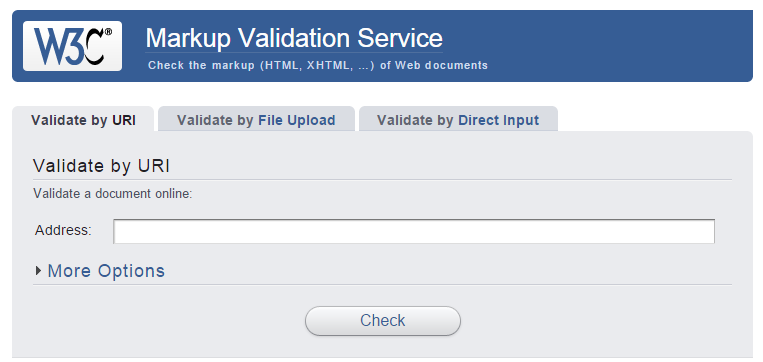 W3C®
Markup Validation Service
Check the markup (HTML, XHTML, ...) of Web documents
Validate by URI
Validate by File Upload
Validate by Direct Input
Validate by URI
Validate a document online:
Address:
More Options
Check